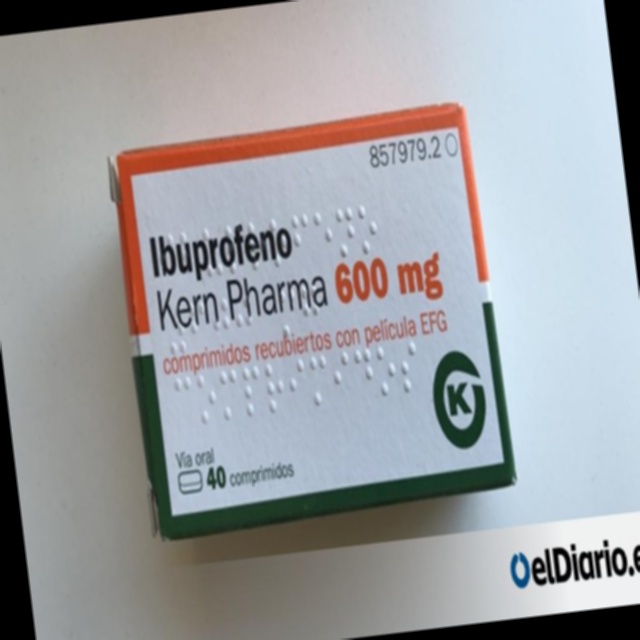 857979.2
Ibuprofeno
Kern Pharma 600 mg
comprimidos recubiertos con película EFG
K
Vía oral
40 comprimidos
elDiario.e